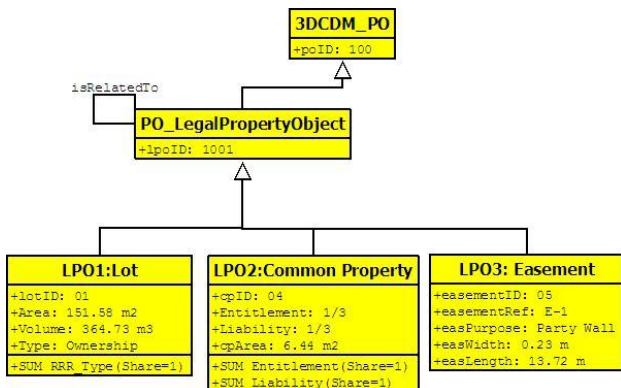 3DCDM_PO
+poID: 100
isRelatedTo
PO_LegalPropertyObject
+lpoID: 1001
LPO1:Lot
+lotID: 01
+Area: 151.58 m2
+Volume: 364.73 m3
+Type: Ownership
+SUM RRR_Type(Share=1)
LPO2:Common Property
+cpID: 04
+Entitlement: 1/3
+Liability: 1/3
+cpArea: 6.44 m2
+SUM Entitlement(Share=1)
+SUM Liability(Share=1)
LPO3: Easement
+easementID: 05
+easementRef: E-1
+easPurpose: Party Wall
+easWidth: 0.23 m
+easLength: 13.72 m